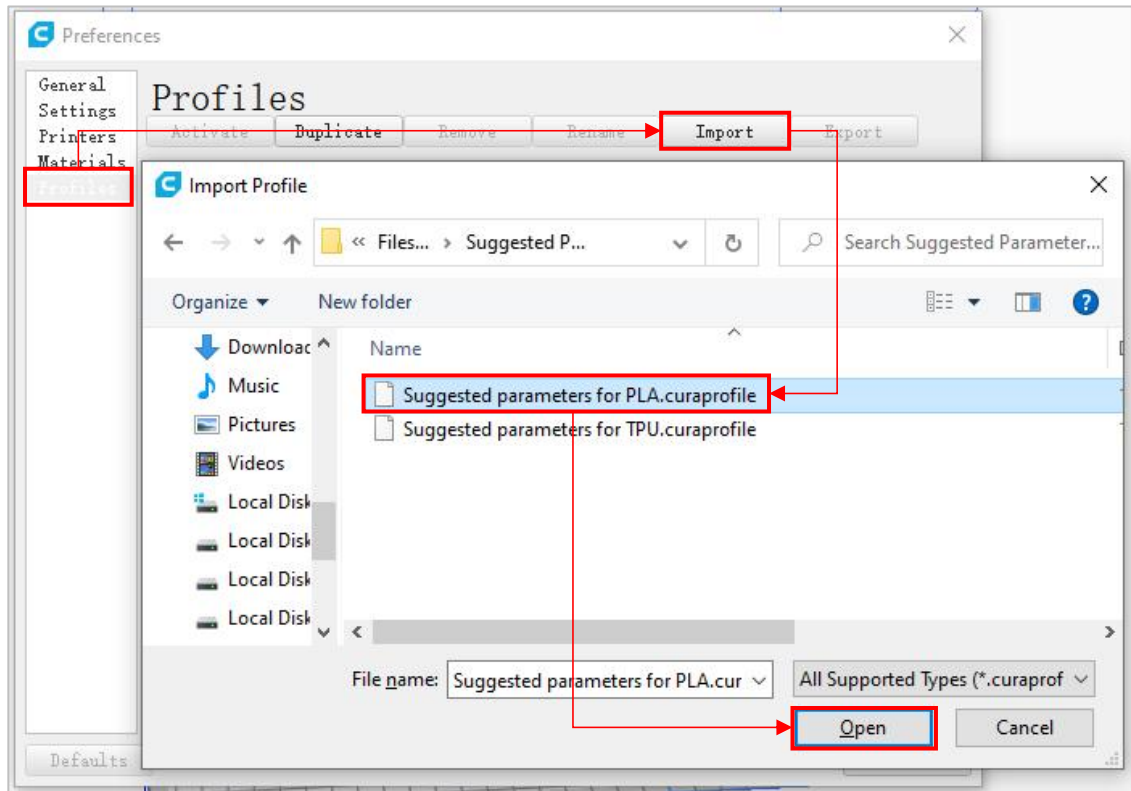 Preferences
General
Settings
Printers
Materials
Profiles
Profiles
Activate Duplicate Remove Rename Import Export
Import Profile
« Files... › Suggested P...
Search Suggested Parameter...
Organize New folder
Downloac
Music
Pictures
Videos
Local Disk
Local Disk
Local Disk
Local Disk
Name
Suggested parameters for PLA.curaprofile
Suggested parameters for TPU.curaprofile
File name: Suggested parameters for PLA.cur All Supported Types (*.curaprof
Open Cancel
Defaults